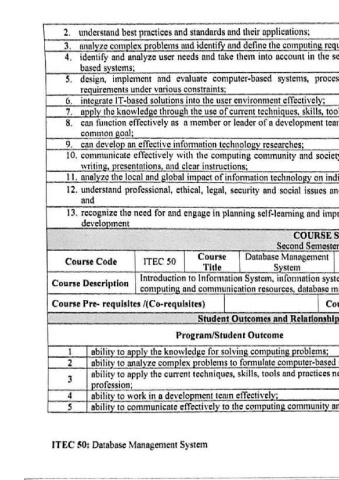 2. understand best practices and standards and their applications;
3. analyze complex problems and identify and define the computing requ
4. identify and analyze user needs and take them into account in the se
based systems;
5. design, implement and evaluate computer-based systems, proces
requirements under various constraints;
6. integrate IT-based solutions into the user environment effectively;
7. apply the knowledge through the use of current techniques, skills, too
8. can function effectively as a member or leader of a development tean
common goal;
9. can develop an effective information technology researches;
10. communicate effectively with the computing community and society
writing, presentations, and clear instructions;
11. analyze the local and global impact of information technology on indi
12. understand professional, ethical, legal, security and social issues an
and
13. recognize the need for and engage in planning self-learning and impr
development
COURSE S
Second Semester
Course Code ITEC 50 Course Title Database Management System
Course Description Introduction to Information System, information syste
computing and communication resources, database m
Course Pre- requisites /(Co-requisites) Cou
Student Outcomes and Relationship
Program/Student Outcome
1 ability to apply the knowledge for solving computing problems;
2 ability to analyze complex problems to formulate computer-based
3 ability to apply the current techniques, skills, tools and practices ne
profession;
4 ability to work in a development team effectively;
5 ability to communicate effectively to the computing community an
ITEC 50: Database Management System